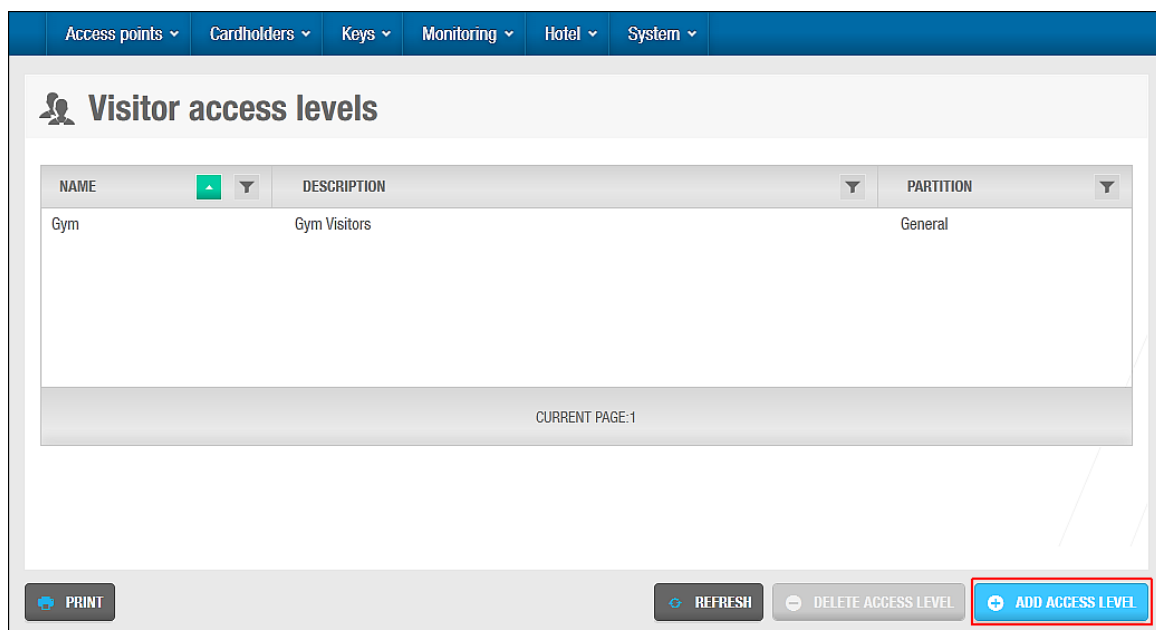 Access points Cardholders Keys Monitoring Hotel System
Visitor access levels
NAME DESCRIPTION PARTITION
Gym Gym Visitors General
CURRENT PAGE:1
PRINT REFRESH DELETE ACCESS LEVEL ADD ACCESS LEVEL